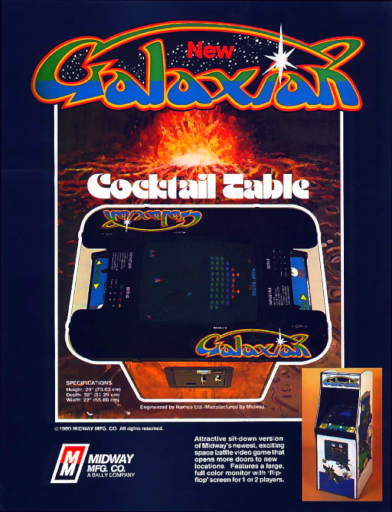 New
Galaxian
Cocktail Table
Galaxian
Galaxian
SPECIFICATIONS
Height: 29" (73.63 cm)
Depth: 32" (81.25 cm)
Width: 22" (55.86 cm)
Engineered by Namco Ltd./Manufactured by Midway.
© 1980 MIDWAY MFG. CO. All rights reserved.
MIDWAY
MFG. CO.
A BALLY COMPANY
Attractive sit-down version
of Midway's newest, exciting
space battle video game that
opens more doors to new
locations. Features a large,
full color monitor with 'flip-
flop' screen for 1 or 2 players.